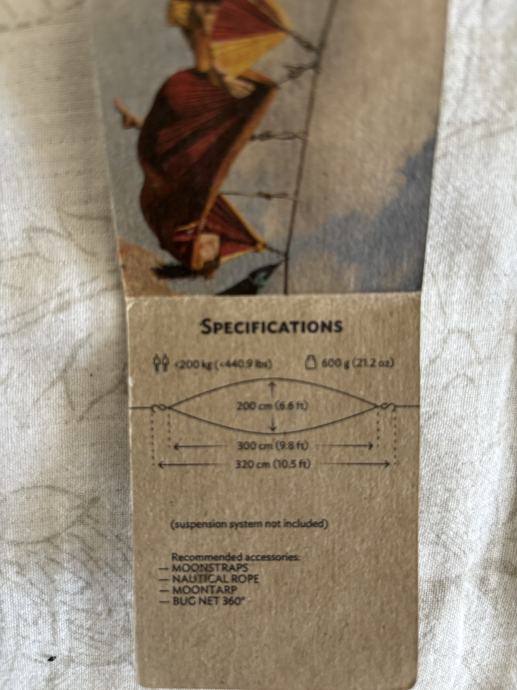 SPECIFICATIONS
<200 kg (<440.9 lbs) 600 g (21.2 oz)
200 cm (6.6 ft)
300 cm (9.8 ft)
320 cm (10.5 ft)
(suspension system not included)
Recommended accessories:
— MOONSTRAPS
— NAUTICAL ROPE
— MOONTARP
— BUG NET 360°